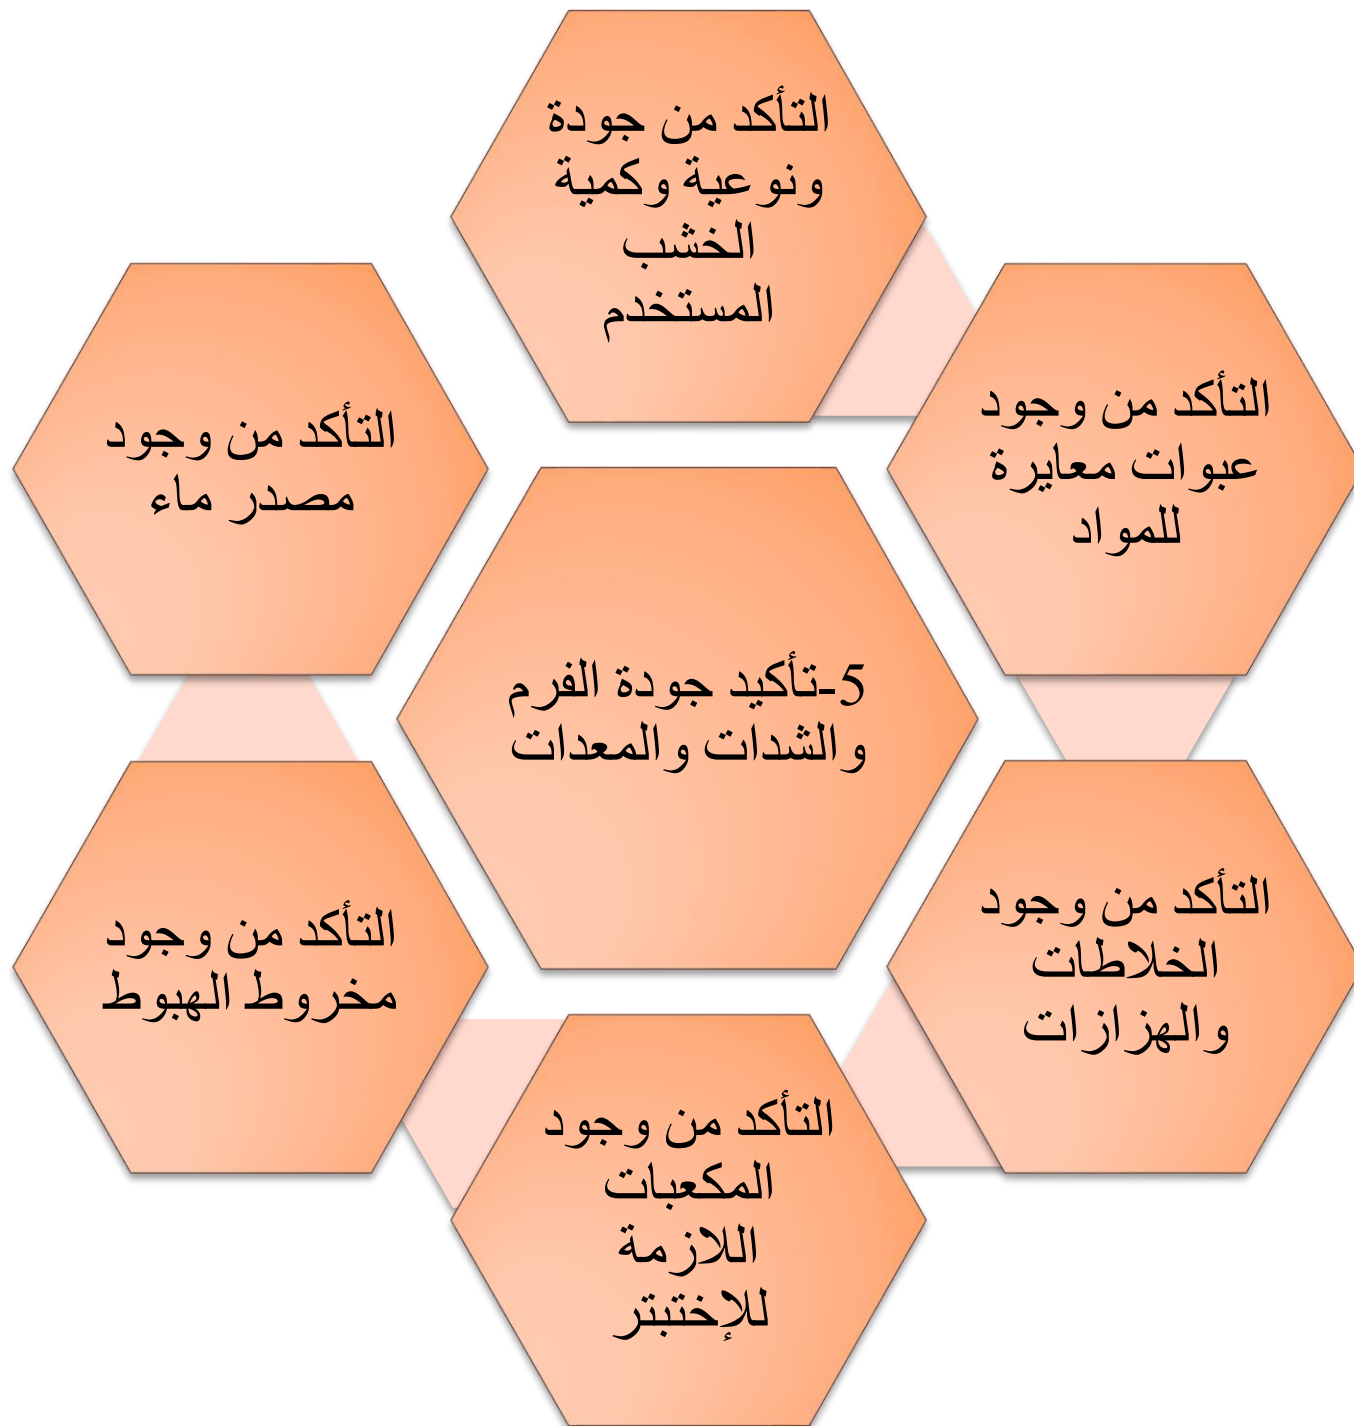 التأكد من جودة
ونوعية وكمية
الخشب
المستخدم
التأكد من وجود
عبوات معايرة
للمواد
التأكد من وجود
الخلاطات
والهزازات
التأكد من وجود
المكعبات
اللازمة
للإختبتر
التأكد من وجود
مخروط الهبوط
التأكد من وجود
مصدر ماء
5-تأكيد جودة الفرم
والشدات والمعدات